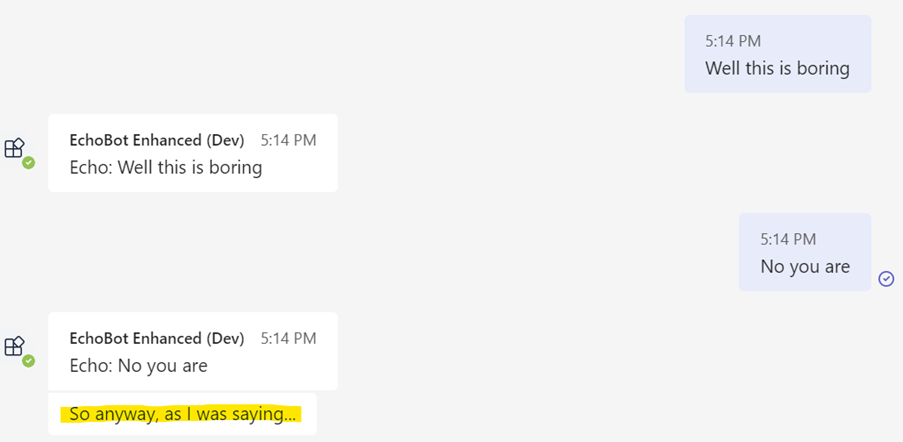 5:14 PM
Well this is boring
EchoBot Enhanced (Dev) 5:14 PM
Echo: Well this is boring
5:14 PM
No you are
EchoBot Enhanced (Dev) 5:14 PM
Echo: No you are
So anyway, as I was saying...